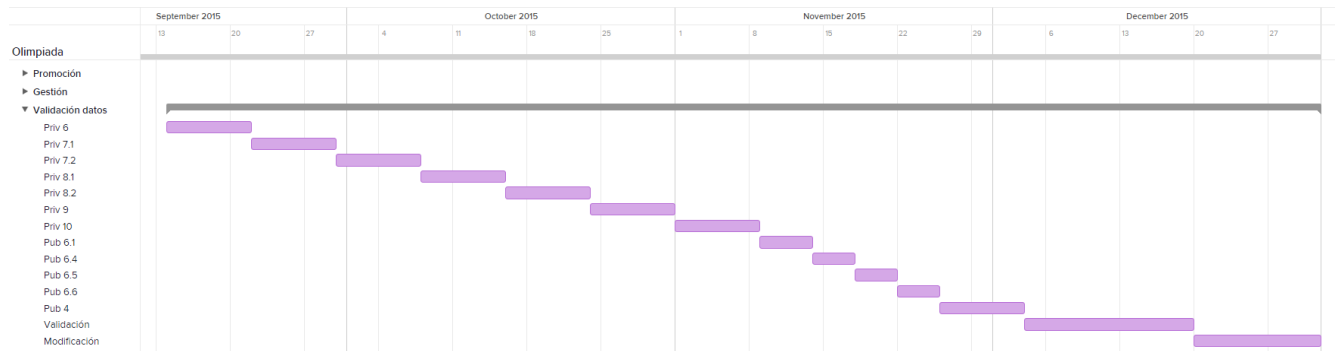 September 2015 October 2015 November 2015 December 2015
13 20 27 4 11 18 25 1 8 15 22 29 6 13 20 27
Olimpiada
Promoción
Gestión
Validación datos
Priv 6
Priv 7.1
Priv 7.2
Priv 8.1
Priv 8.2
Priv 9
Priv 10
Pub 6.1
Pub 6.4
Pub 6.5
Pub 6.6
Pub 4
Validación
Modificación